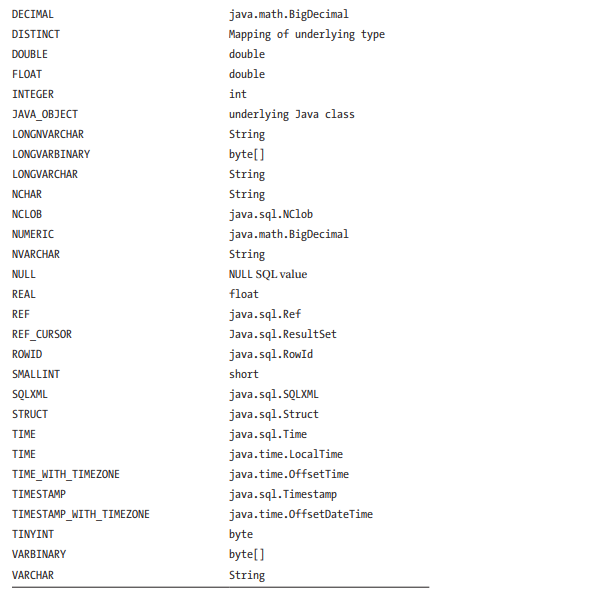 DECIMAL java.math.BigDecimal
DISTINCT Mapping of underlying type
DOUBLE double
FLOAT double
INTEGER int
JAVA_OBJECT underlying Java class
LONGNVARCHAR String
LONGVARBINARY byte[]
LONGVARCHAR String
NCHAR String
NCLOB java.sql.NClob
NUMERIC java.math.BigDecimal
NVARCHAR String
NULL NULL SQL value
REAL float
REF java.sql.Ref
REF_CURSOR Java.sql.ResultSet
ROWID java.sql.RowId
SMALLINT short
SQLXML java.sql.SQLXML
STRUCT java.sql.Struct
TIME java.sql.Time
TIME java.time.LocalTime
TIME_WITH_TIMEZONE java.time.OffsetTime
TIMESTAMP java.sql.Timestamp
TIMESTAMP_WITH_TIMEZONE java.time.OffsetDateTime
TINYINT byte
VARBINARY byte[]
VARCHAR String